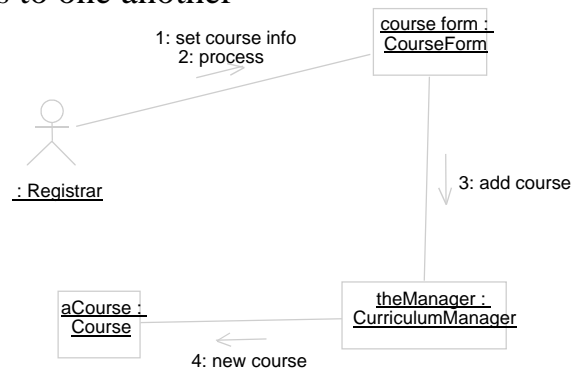 s to one another
1: set course info
2: process
course form :
CourseForm
: Registrar
3: add course
aCourse :
Course
theManager :
CurriculumManager
4: new course